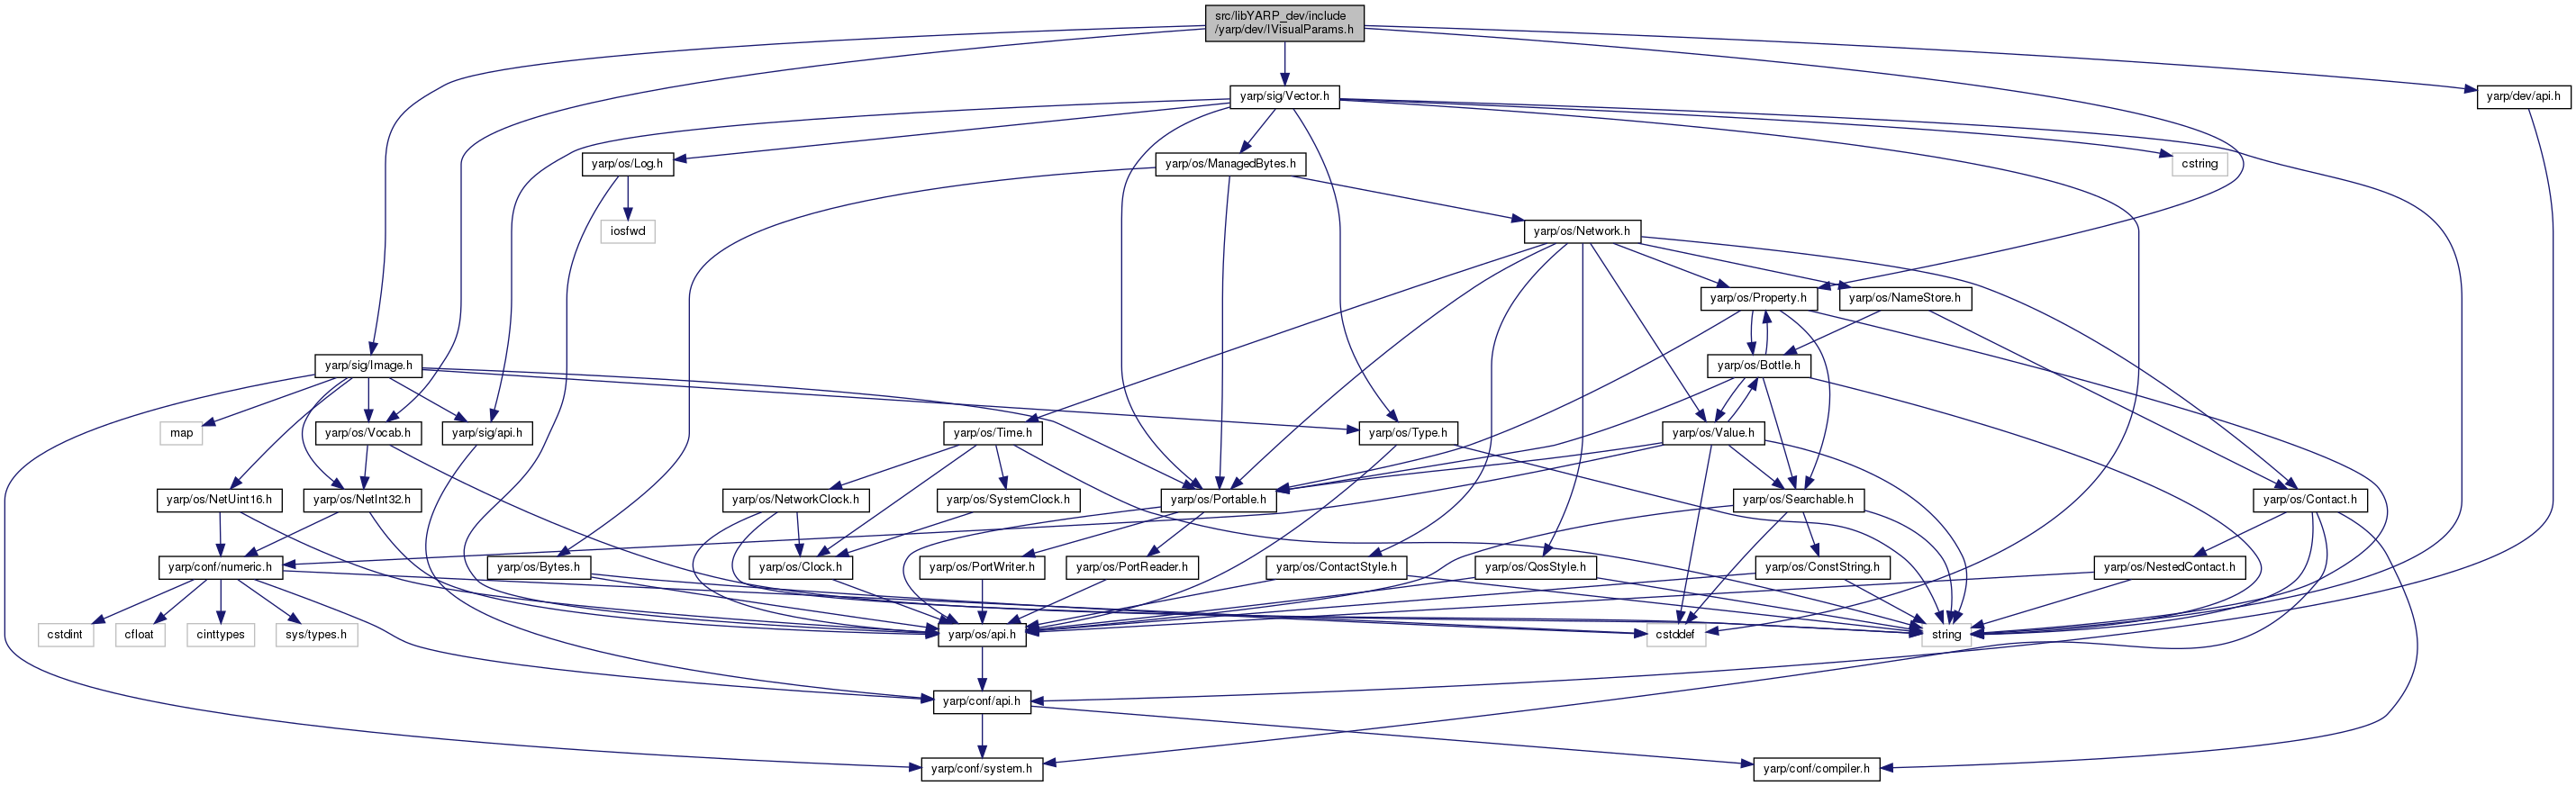 src/libYARP_dev/include
/yarp/dev/IVisualParams.h
yarp/sig/Vector.h
yarp/dev/api.h
yarp/os/Log.h
yarp/os/ManagedBytes.h
cstring
iosfwd
yarp/os/Network.h
yarp/os/Property.h
yarp/os/NameStore.h
yarp/sig/Image.h
yarp/os/Bottle.h
map
yarp/os/Vocab.h
yarp/sig/api.h
yarp/os/Time.h
yarp/os/Type.h
yarp/os/Value.h
yarp/os/NetUint16.h
yarp/os/NetInt32.h
yarp/os/NetworkClock.h
yarp/os/SystemClock.h
yarp/os/Portable.h
yarp/os/Searchable.h
yarp/os/Contact.h
yarp/conf/numeric.h
yarp/os/Bytes.h
yarp/os/Clock.h
yarp/os/PortWriter.h
yarp/os/PortReader.h
yarp/os/ContactStyle.h
yarp/os/QosStyle.h
yarp/os/ConstString.h
yarp/os/NestedContact.h
cstdint
cfloat
cinttypes
sys/types.h
yarp/os/api.h
cstddef
string
yarp/conf/api.h
yarp/conf/system.h
yarp/conf/compiler.h